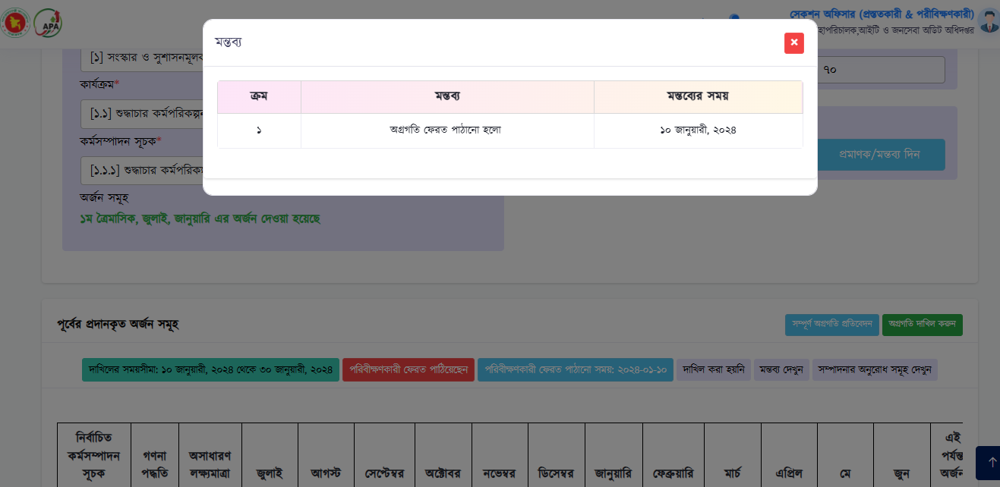 APA
সেকশন অফিসার (প্রস্ততকারী & পরীবিক্ষণকারী)
হাপরিচালক,আইটি ও জনসেবা অডিট অধিদপ্তর
মন্তব্য
ক্রম মন্তব্য মন্তব্যের সময়
১ অগ্রগতি ফেরত পাঠানো হলো ১০ জানুয়ারী, ২০২৪
[১] সংস্কার ও সুশাসনমূলক
৭০
কার্যক্রম*
[১.১] শুদ্ধাচার কর্মপরিকল্পন
কর্মসম্পাদন সূচক*
প্রমাণক/মন্তব্য দিন
[১.১.১] শুদ্ধাচার কর্মপরিক
অর্জন সমূহ
১ম ত্রৈমাসিক, জুলাই, জানুয়ারি এর অর্জন দেওয়া হয়েছে
পূর্বের প্রদানকৃত অর্জন সমূহ
সম্পূর্ণ অগ্রগতি প্রতিবেদন অগ্রগতি দাখিল করুন
দাখিলের সময়সীমা: ১০ জানুয়ারী, ২০২৪ থেকে ৩০ জানুয়ারী, ২০২৪ পরিবীক্ষণকারী ফেরত পাঠিয়েছেন পরিবীক্ষণকারী ফেরত পাঠানো সময়: ২০২৪-০১-১০ দাখিল করা হয়নি মন্তব্য দেখুন সম্পাদনার অনুরোধ সমূহ দেখুন
নির্বাচিত কর্মসম্পাদন সূচক গণনা পদ্ধতি অসাধারণ লক্ষ্যমাত্রা জুলাই আগস্ট সেপ্টেম্বর অক্টোবর নভেম্বর ডিসেম্বর জানুয়ারি ফেব্রুয়ারি মার্চ এপ্রিল মে জুন এই পর্যন্ত অর্জন